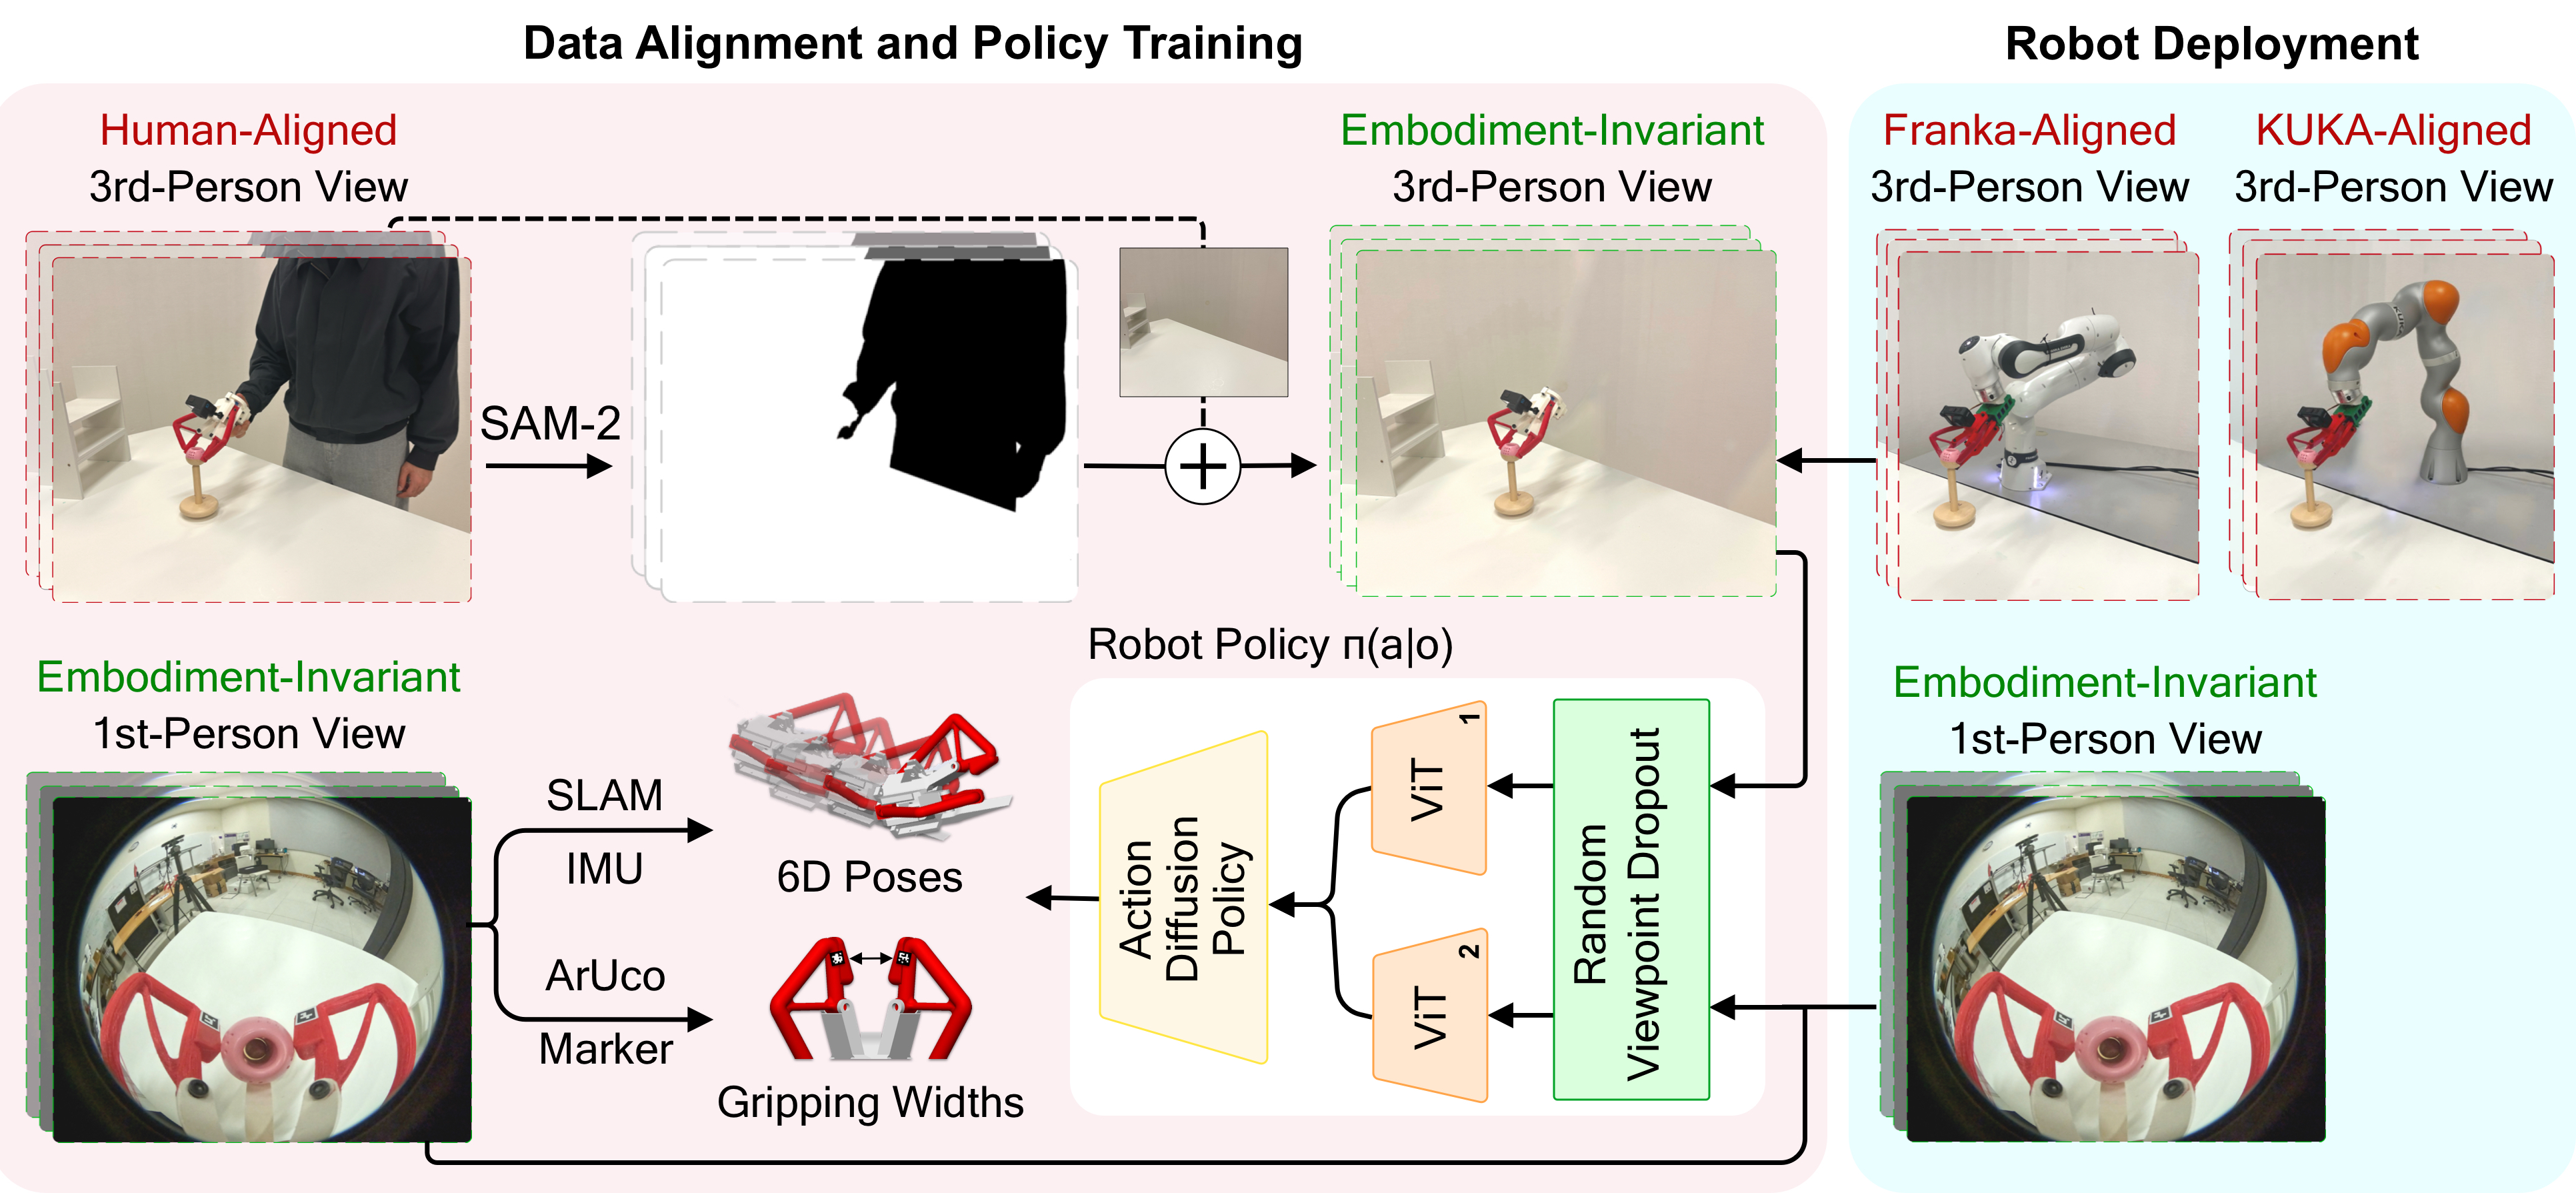 Data Alignment and Policy Training
Robot Deployment
Human-Aligned
3rd-Person View
Embodiment-Invariant
3rd-Person View
Franka-Aligned
3rd-Person View
KUKA-Aligned
3rd-Person View
SAM-2
Robot Policy π(a|o)
Embodiment-Invariant
1st-Person View
SLAM
IMU
6D Poses
ArUco
Marker
Gripping Widths
Action
Diffusion
Policy
ViT
1
ViT
2
Random
Viewpoint Dropout
Embodiment-Invariant
1st-Person View